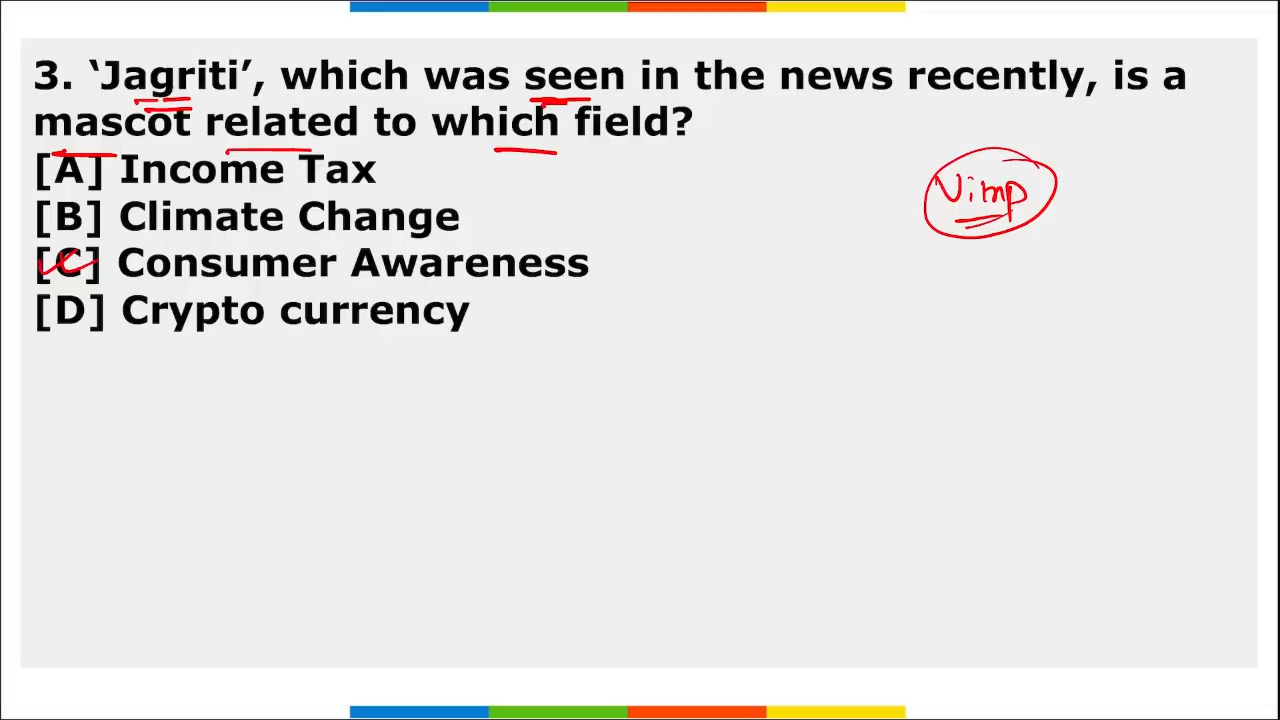 3. ‘Jagriti’, which was seen in the news recently, is a
mascot related to which field?
[A] Income Tax
[B] Climate Change
[C] Consumer Awareness
[D] Crypto currency
Vimp